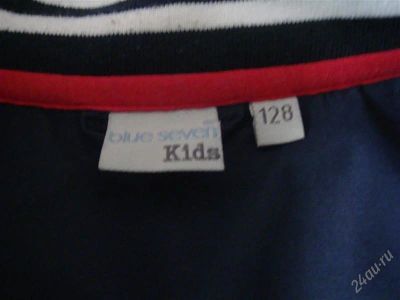 blue seven
Kids
128
24au.ru